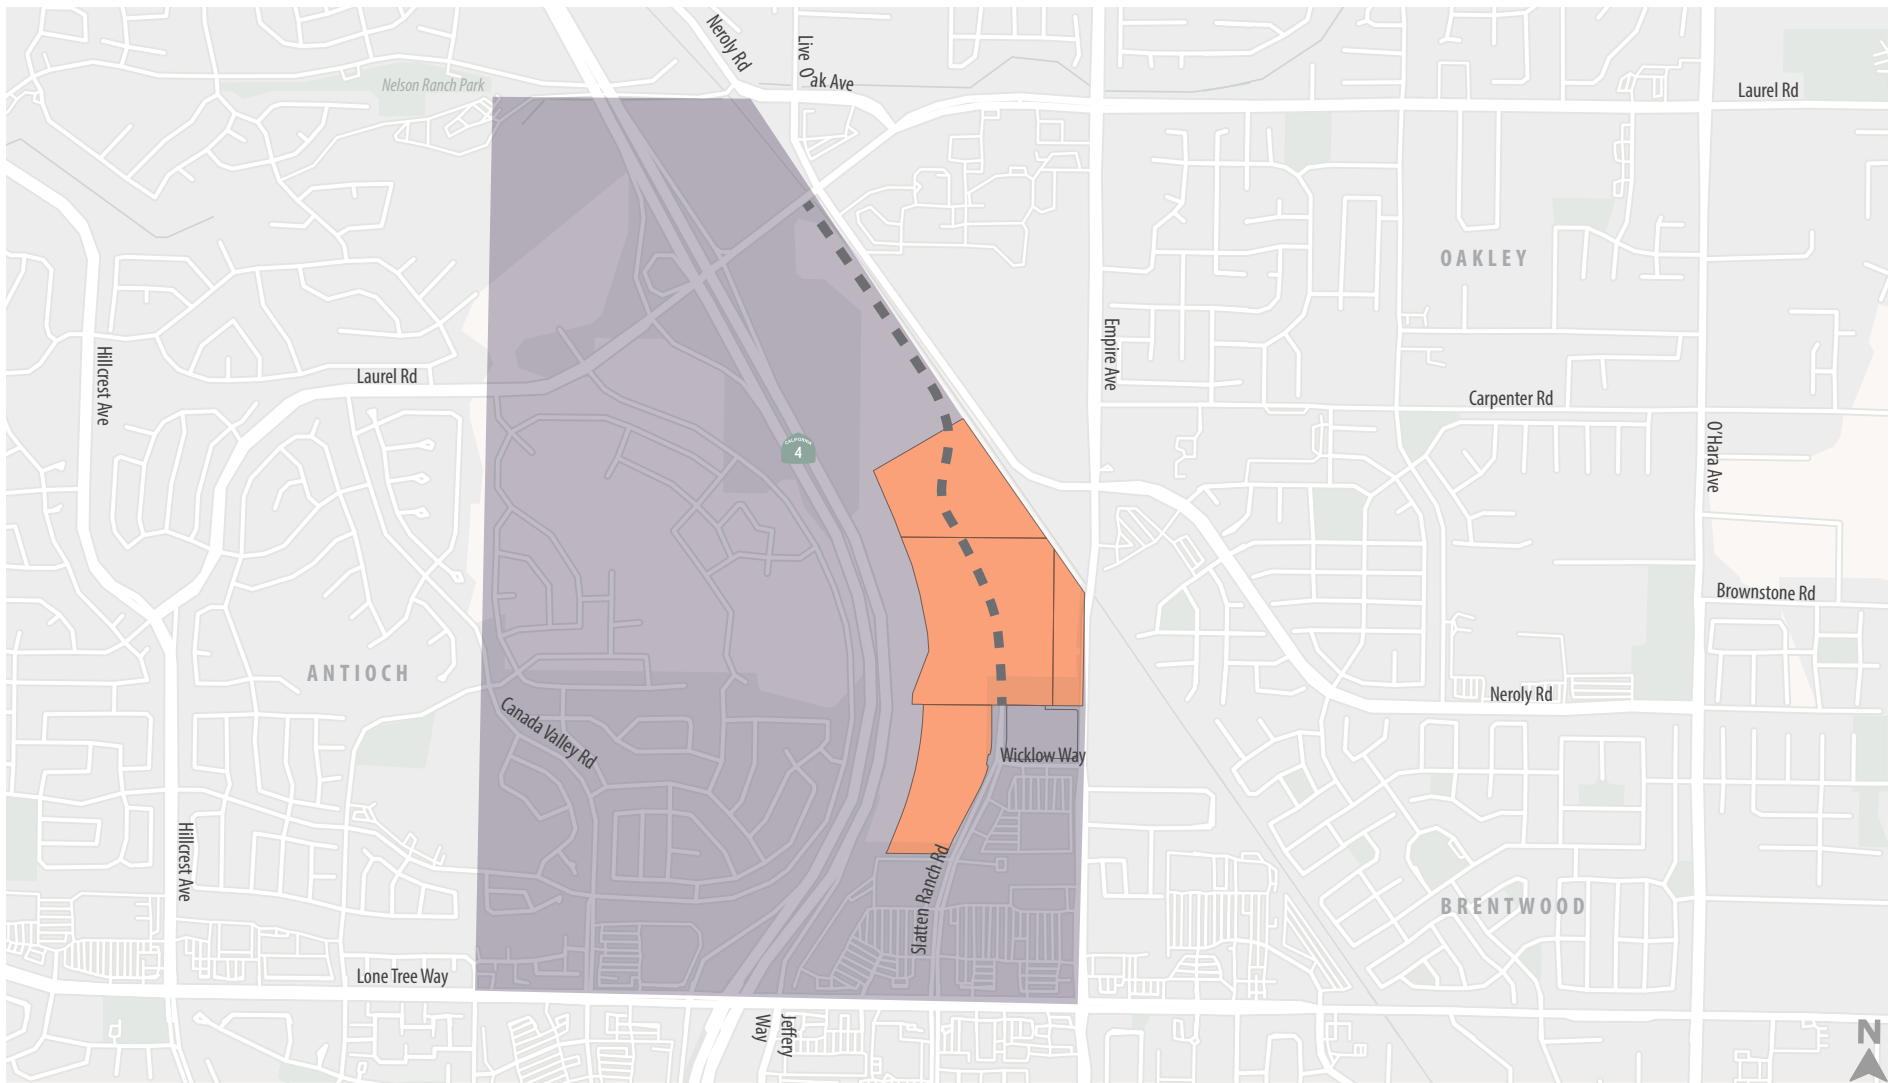 Neroly Rd
Live Oak Ave
Nelson Ranch Park
Laurel Rd
OAKLEY
Hillcrest Ave
Laurel Rd
Empire Ave
Carpenter Rd
O'Hara Ave
CALIFORNIA
4
Brownstone Rd
ANTIOCH
Neroly Rd
Canada Valley Rd
Wicklow Way
Hillcrest Ave
Slatten Ranch Rd
BRENTWOOD
Lone Tree Way
Jeffery
Way
N